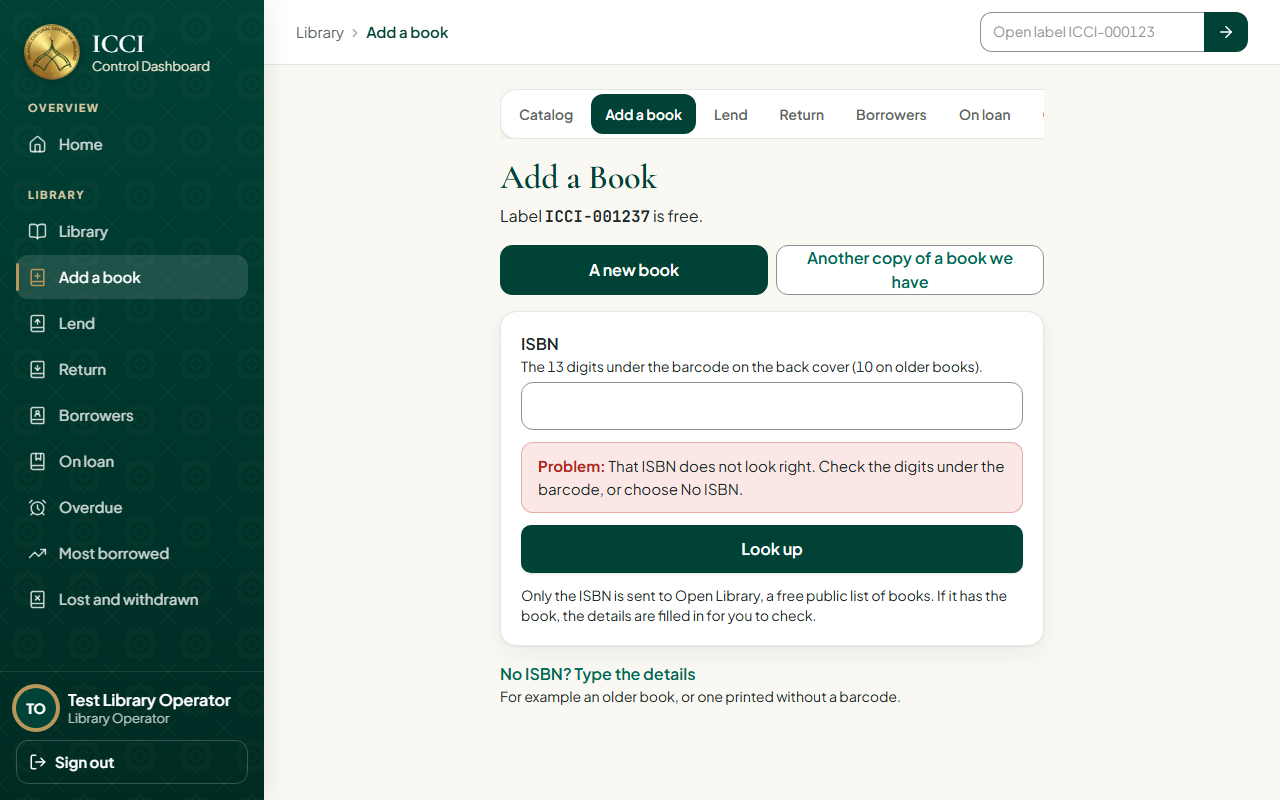 ICCI
Control Dashboard
OVERVIEW
Home
LIBRARY
Library
Add a book
Lend
Return
Borrowers
On loan
Overdue
Most borrowed
Lost and withdrawn
TO
Test Library Operator
Library Operator
Sign out
Library > Add a book
Open label ICCI-000123
Catalog
Add a book
Lend
Return
Borrowers
On loan
Add a Book
Label ICCI-001237 is free.
A new book
Another copy of a book we
have
ISBN
The 13 digits under the barcode on the back cover (10 on older books).
Problem: That ISBN does not look right. Check the digits under the
barcode, or choose No ISBN.
Look up
Only the ISBN is sent to Open Library, a free public list of books. If it has the
book, the details are filled in for you to check.
No ISBN? Type the details
For example an older book, or one printed without a barcode.